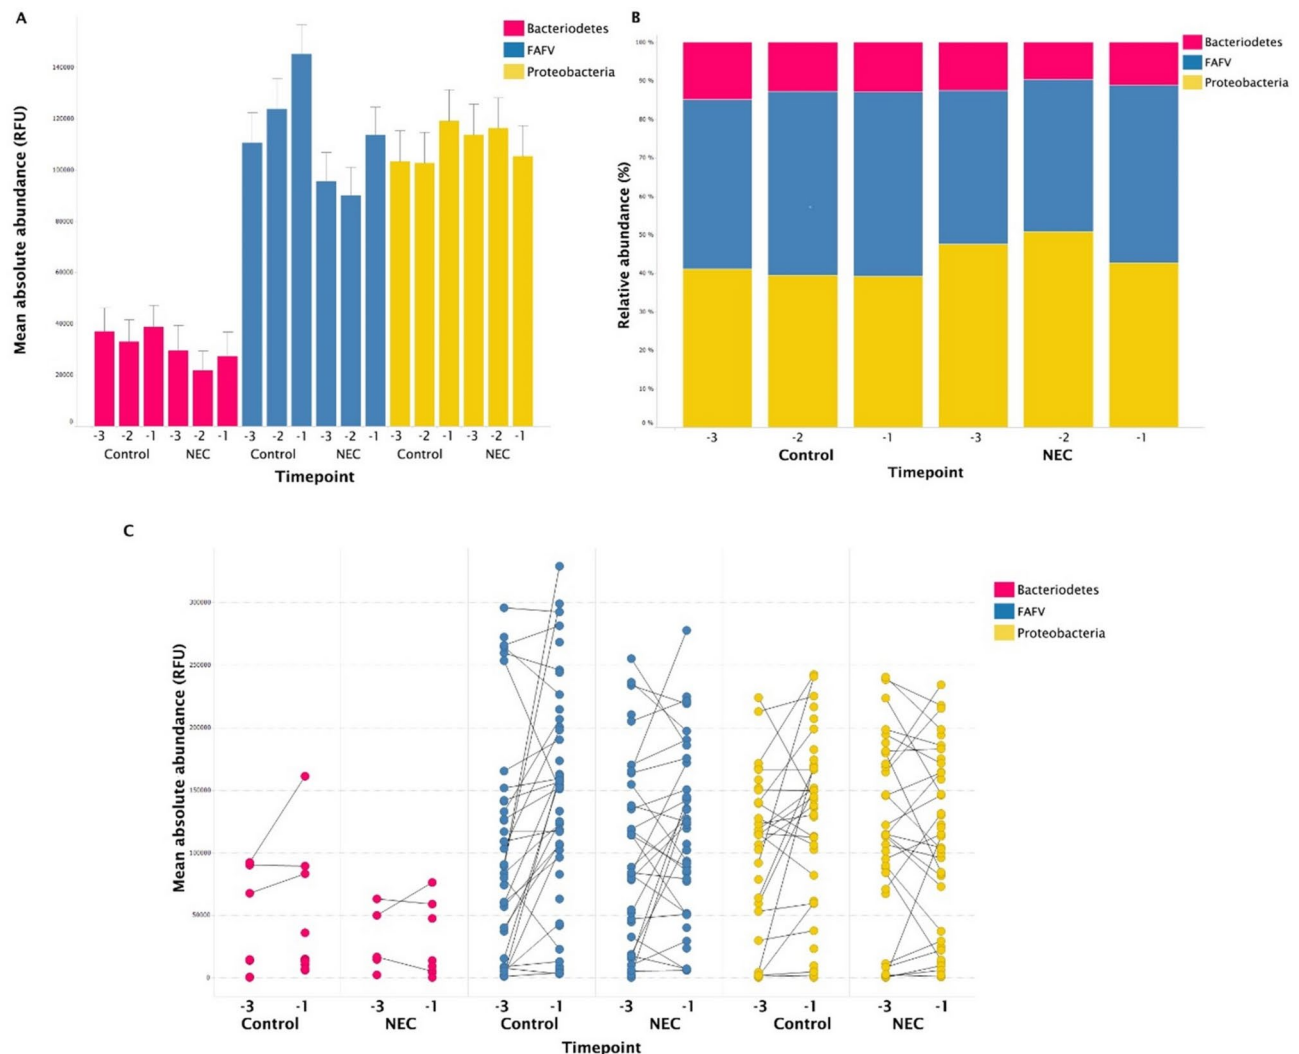 A
Mean absolute abundance (RFU)
140000
120000
100000
80000
60000
40000
20000
0
Bacteriodetes
FAFV
Proteobacteria
-3 -2 -1 -3 -2 -1 -3 -2 -1 -3 -2 -1 -3 -2 -1 -3 -2 -1
Control NEC Control NEC Control NEC
Timepoint
B
Relative abundance (%)
100 %
90 %
80 %
70 %
60 %
50 %
40 %
30 %
20 %
10 %
0 %
Bacteriodetes
FAFV
Proteobacteria
-3 -2 -1 -3 -2 -1
Control NEC
Timepoint
C
Mean absolute abundance (RFU)
300000
250000
200000
150000
100000
50000
0
Bacteriodetes
FAFV
Proteobacteria
-3 -1 -3 -1 -3 -1 -3 -1 -3 -1 -3 -1
Control NEC Control NEC Control NEC
Timepoint